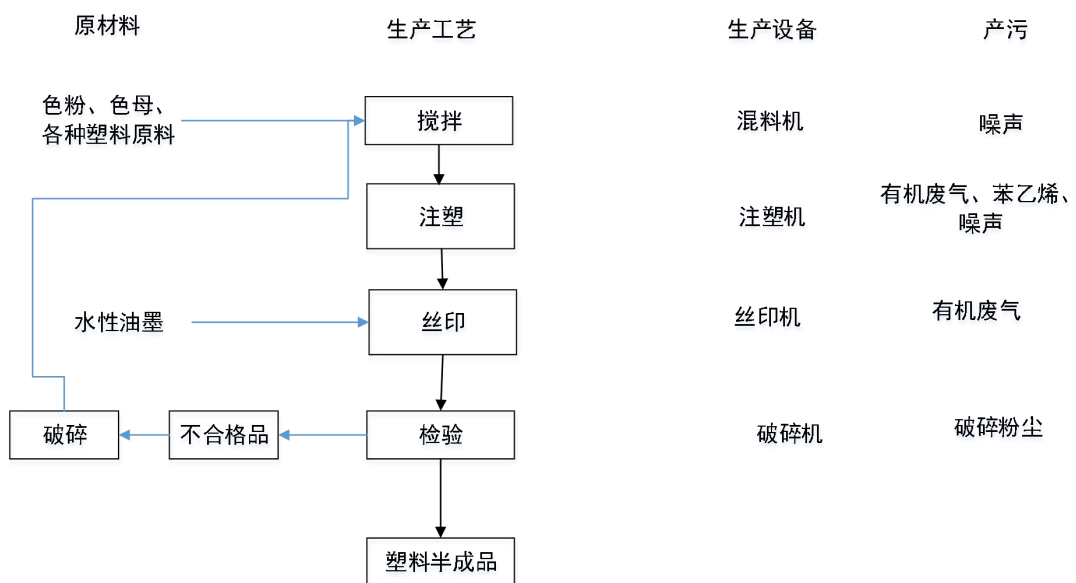 原材料
生产工艺
生产设备
产污
色粉、色母、
各种塑料原料
搅拌
混料机
噪声
注塑
注塑机
有机废气、苯乙烯、
噪声
水性油墨
丝印
丝印机
有机废气
破碎
不合格品
检验
破碎机
破碎粉尘
塑料半成品